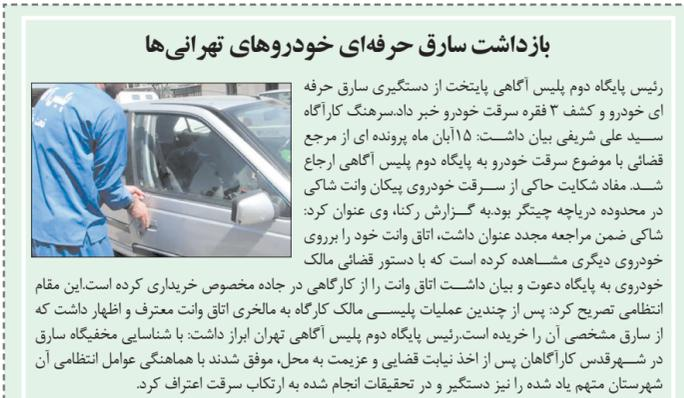 بازداشت سارق حرفه‌ای خودروهای تهرانی‌ها
رئیس پایگاه دوم پلیس آگاهی پایتخت از دستگیری سارق حرفه
ای خودرو و کشف ۳ فقره سرقت خودرو خبر داد.سرهنگ کارآگاه
سید علی شریفی بیان داشت: ۱۵آبان ماه پرونده ای از مرجع
قضائی با موضوع سرقت خودرو به پایگاه دوم پلیس آگاهی ارجاع
شد. مفاد شکایت حاکی از سرقت خودروی پیکان وانت شاکی
در محدوده دریاچه چیتگر بود.به گزارش رکنا، وی عنوان کرد:
شاکی ضمن مراجعه مجدد عنوان داشت، اتاق وانت خود را برروی
خودروی دیگری مشاهده کرده است که با دستور قضائی مالک
خودروی به پایگاه دعوت و بیان داشت اتاق وانت را از کارگاهی در جاده مخصوص خریداری کرده است.این مقام
انتظامی تصریح کرد: پس از چندین عملیات پلیسی مالک کارگاه به مالخری اتاق وانت معترف و اظهار داشت که
از سارق مشخصی آن را خریده است.رئیس پایگاه دوم پلیس آگاهی تهران ابراز داشت: با شناسایی مخفیگاه سارق
در شهرقدس کارآگاهان پس از اخذ نیابت قضایی و عزیمت به محل، موفق شدند با هماهنگی عوامل انتظامی آن
شهرستان متهم یاد شده را نیز دستگیر و در تحقیقات انجام شده به ارتکاب سرقت اعتراف کرد.